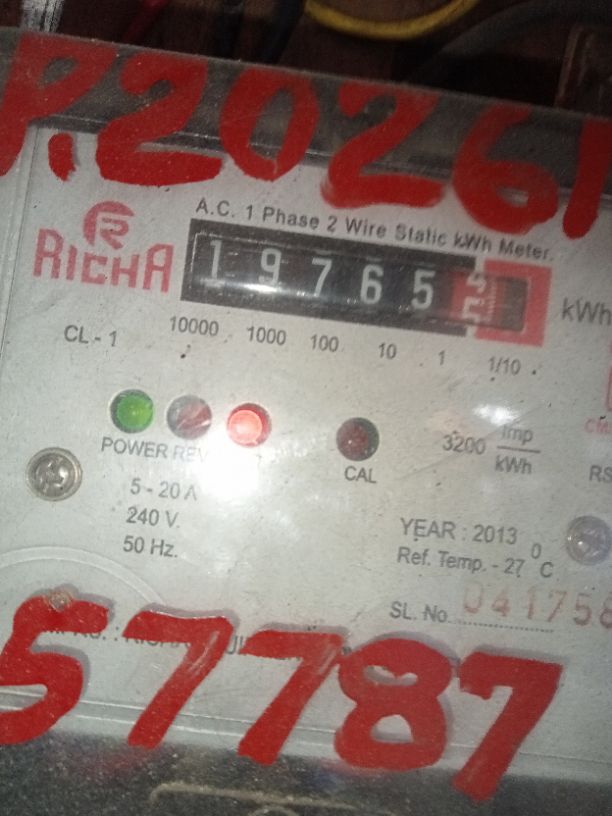 P.20261
A.C. 1 Phase 2 Wire Static kWh Meter.
RICHA
19765
kWh
CL - 1
10000 1000 100 10 1 1/10
POWER REV
CAL
3200 Imp/kWh
5 - 20 A
240 V.
50 Hz.
YEAR : 2013
Ref. Temp. - 27 °C
SL. No. 041756
57787